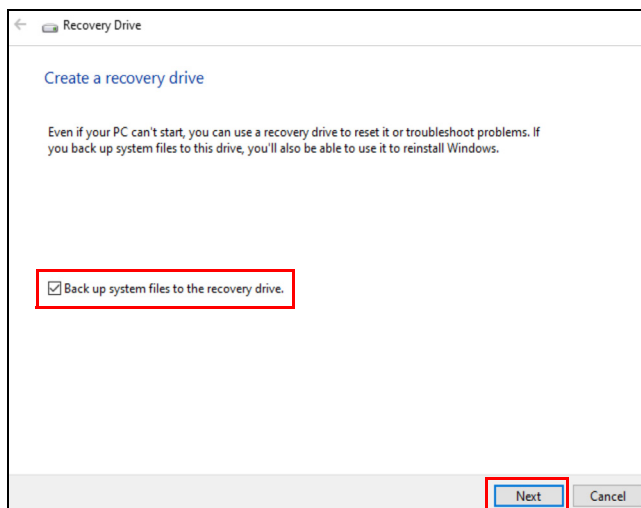 Recovery Drive
Create a recovery drive
Even if your PC can't start, you can use a recovery drive to reset it or troubleshoot problems. If
you back up system files to this drive, you'll also be able to use it to reinstall Windows.
Back up system files to the recovery drive.
Next
Cancel